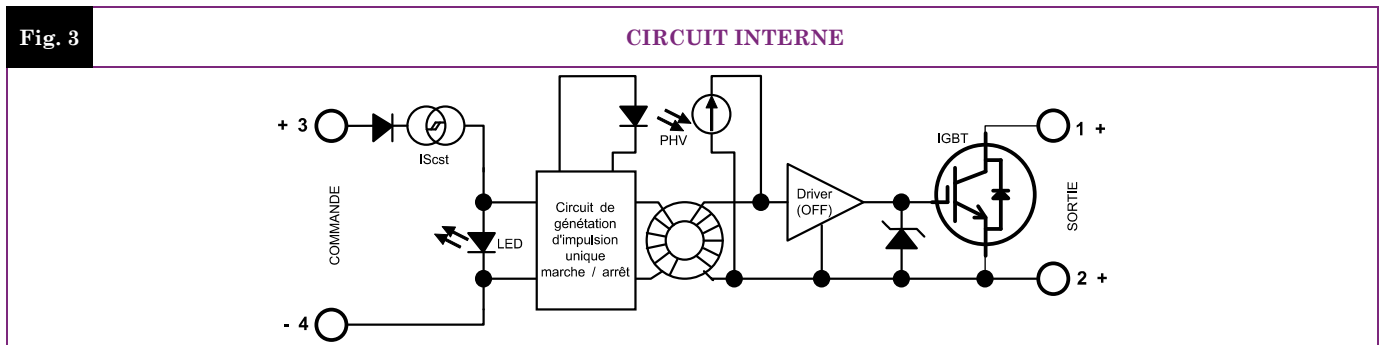 Fig. 3
CIRCUIT INTERNE
+ 3
IScst
PHV
IGBT
1 +
COMMANDE
LED
Circuit de
génétation
d'impulsion
unique
marche / arrêt
Driver
(OFF)
SORTIE
2 +
- 4